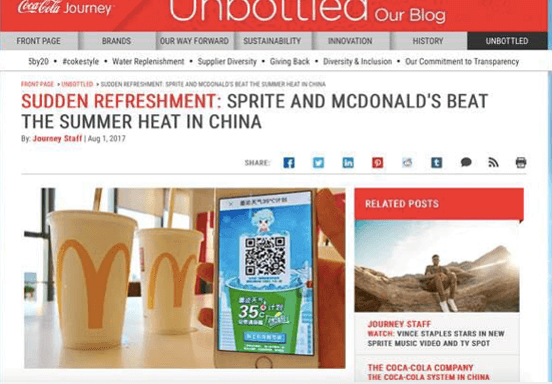 Coca-Cola Journey
Unbottled Our Blog
FRONT PAGE BRANDS OUR WAY FORWARD SUSTAINABILITY INNOVATION HISTORY UNBOTTLED
5by20 • #cokestyle • Water Replenishment • Supplier Diversity • Giving Back • Diversity & Inclusion • Our Commitment to Transparency
FRONT PAGE UNBOTTLED SUDDEN REFRESHMENT: SPRITE AND MCDONALD'S BEAT THE SUMMER HEAT IN CHINA
SUDDEN REFRESHMENT: SPRITE AND MCDONALD'S BEAT
THE SUMMER HEAT IN CHINA
By: Journey Staff | Aug 1, 2017
SHARE:
35°
RELATED POSTS
JOURNEY STAFF
WATCH: VINCE STAPLES STARS IN NEW
SPRITE MUSIC VIDEO AND TV SPOT
THE COCA-COLA COMPANY
THE COCA-COLA SYSTEM IN CHINA